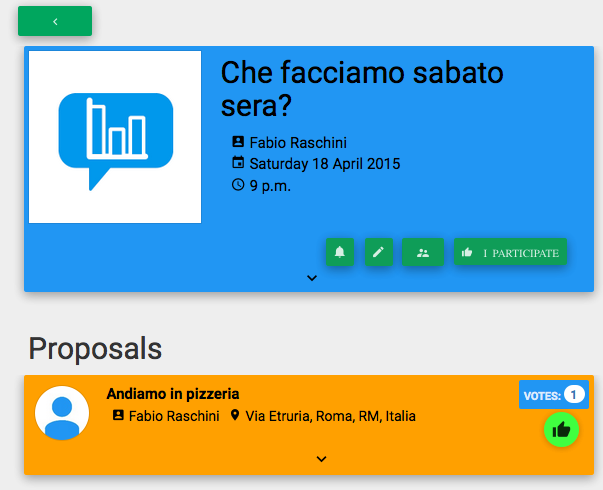 Che facciamo sabato
sera?
Fabio Raschini
Saturday 18 April 2015
9 p.m.
I PARTICIPATE
Proposals
Andiamo in pizzeria
VOTES: 1
Fabio Raschini Via Etruria, Roma, RM, Italia